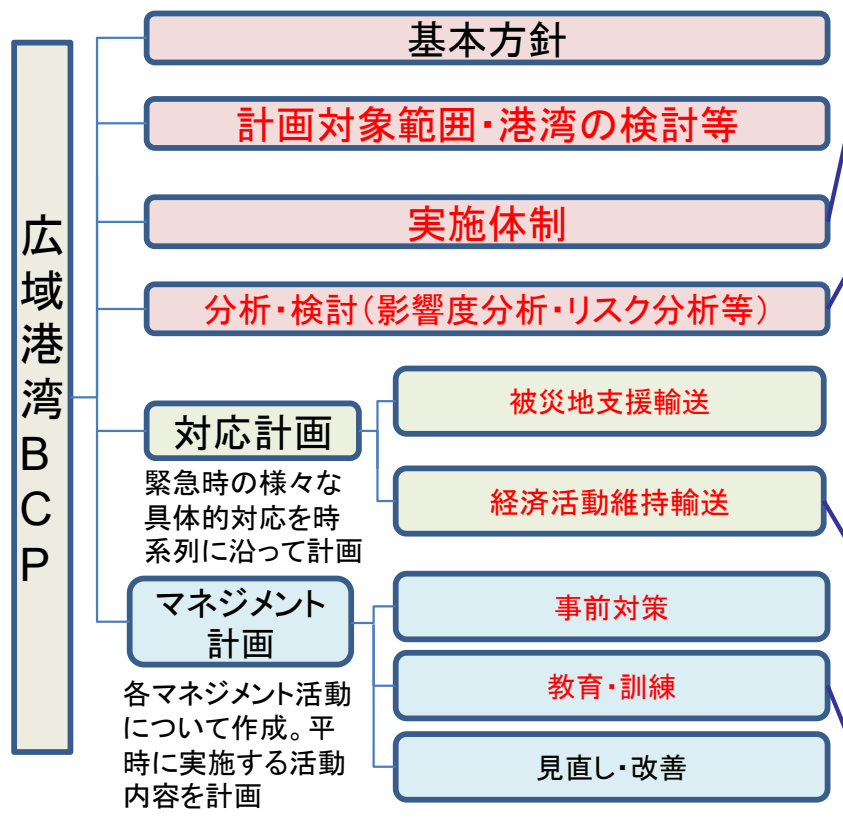 広域港湾BCP
基本方針
計画対象範囲・港湾の検討等
実施体制
分析・検討(影響度分析・リスク分析等)
対応計画
緊急時の様々な
具体的対応を時
系列に沿って計画
被災地支援輸送
経済活動維持輸送
マネジメント
計画
各マネジメント活動
について作成。平
時に実施する活動
内容を計画
事前対策
教育・訓練
見直し・改善